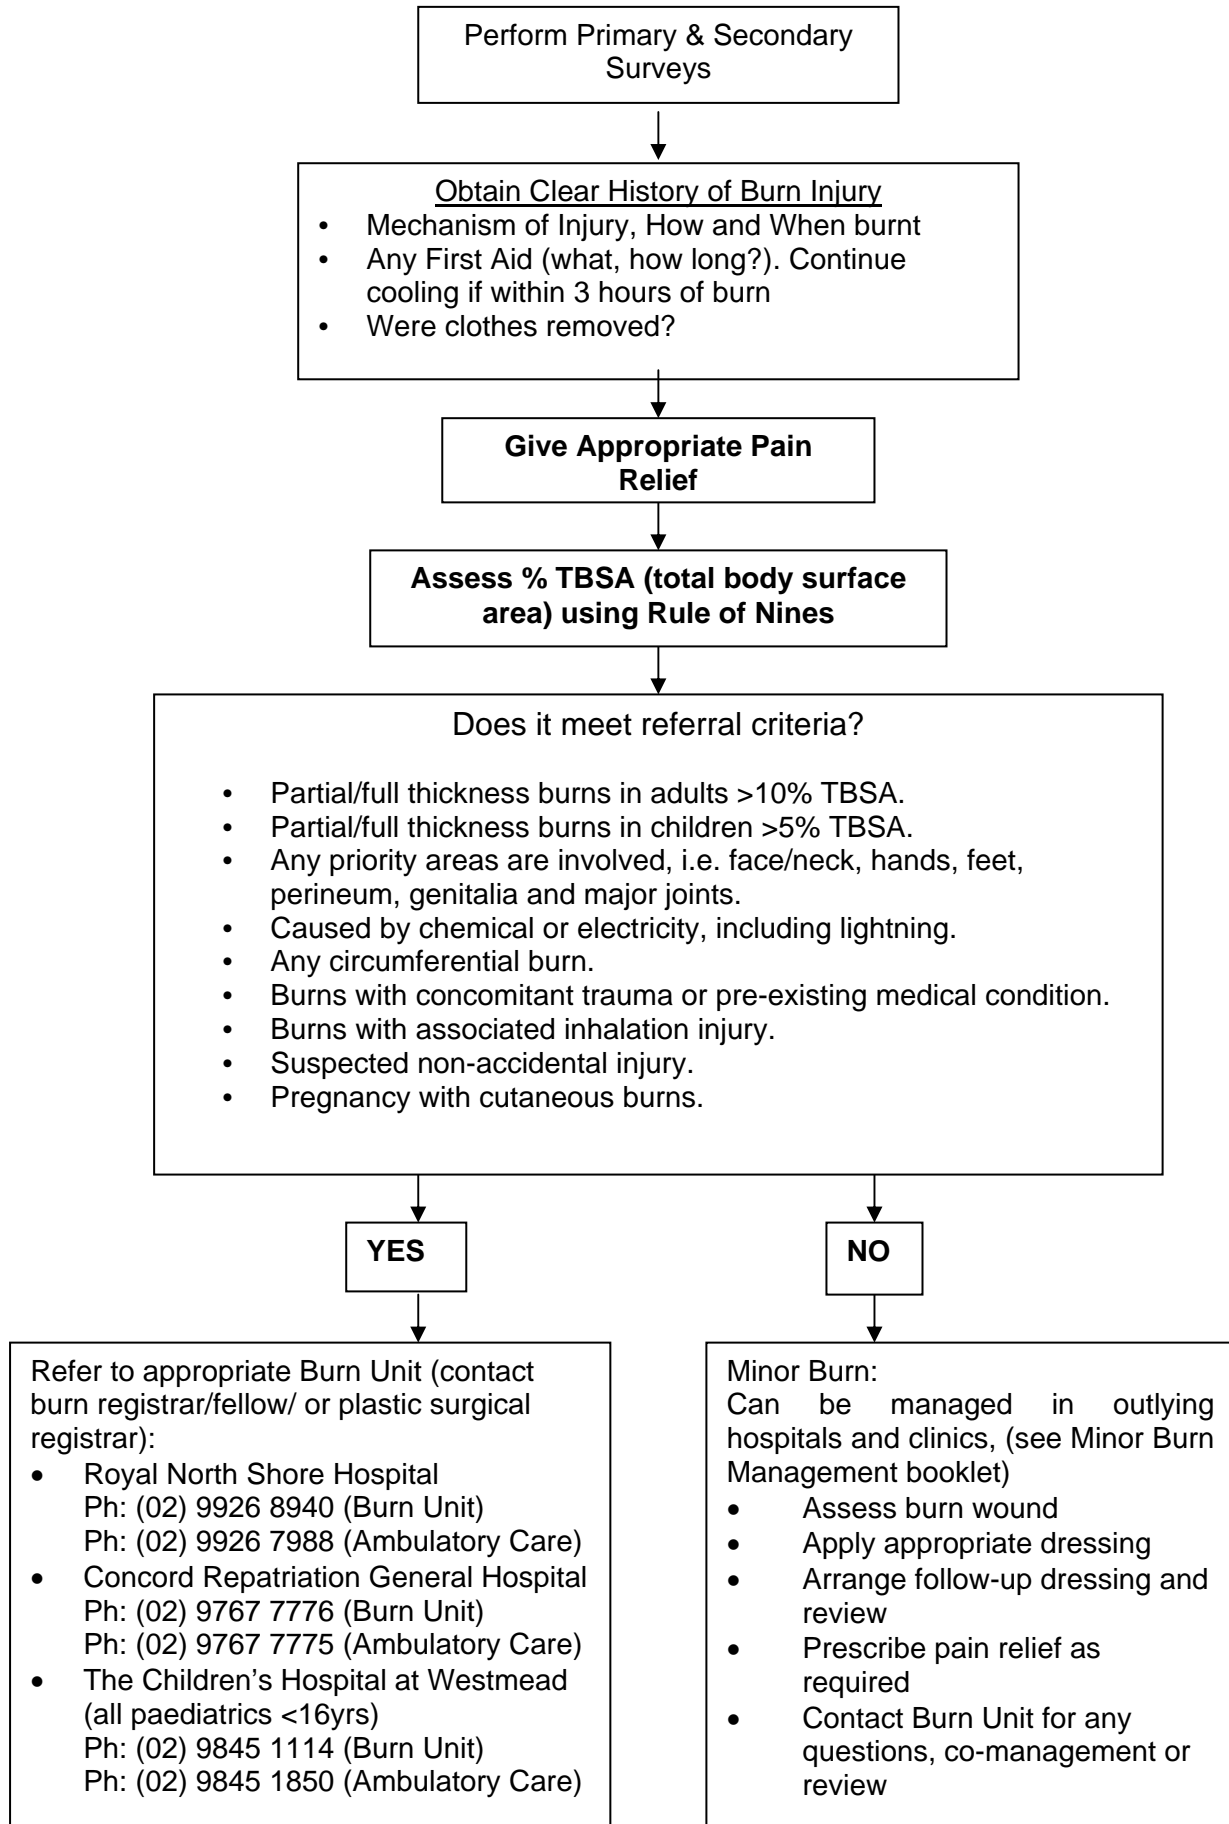 Perform Primary & Secondary
Surveys
Obtain Clear History of Burn Injury
• Mechanism of Injury, How and When burnt
• Any First Aid (what, how long?). Continue
cooling if within 3 hours of burn
• Were clothes removed?
Give Appropriate Pain
Relief
Assess % TBSA (total body surface
area) using Rule of Nines
Does it meet referral criteria?
• Partial/full thickness burns in adults >10% TBSA.
• Partial/full thickness burns in children >5% TBSA.
• Any priority areas are involved, i.e. face/neck, hands, feet,
perineum, genitalia and major joints.
• Caused by chemical or electricity, including lightning.
• Any circumferential burn.
• Burns with concomitant trauma or pre-existing medical condition.
• Burns with associated inhalation injury.
• Suspected non-accidental injury.
• Pregnancy with cutaneous burns.
YES
NO
Refer to appropriate Burn Unit (contact
burn registrar/fellow/ or plastic surgical
registrar):
• Royal North Shore Hospital
Ph: (02) 9926 8940 (Burn Unit)
Ph: (02) 9926 7988 (Ambulatory Care)
• Concord Repatriation General Hospital
Ph: (02) 9767 7776 (Burn Unit)
Ph: (02) 9767 7775 (Ambulatory Care)
• The Children's Hospital at Westmead
(all paediatrics <16yrs)
Ph: (02) 9845 1114 (Burn Unit)
Ph: (02) 9845 1850 (Ambulatory Care)
Minor Burn:
Can be managed in outlying
hospitals and clinics, (see Minor Burn
Management booklet)
• Assess burn wound
• Apply appropriate dressing
• Arrange follow-up dressing and
review
• Prescribe pain relief as
required
• Contact Burn Unit for any
questions, co-management or
review